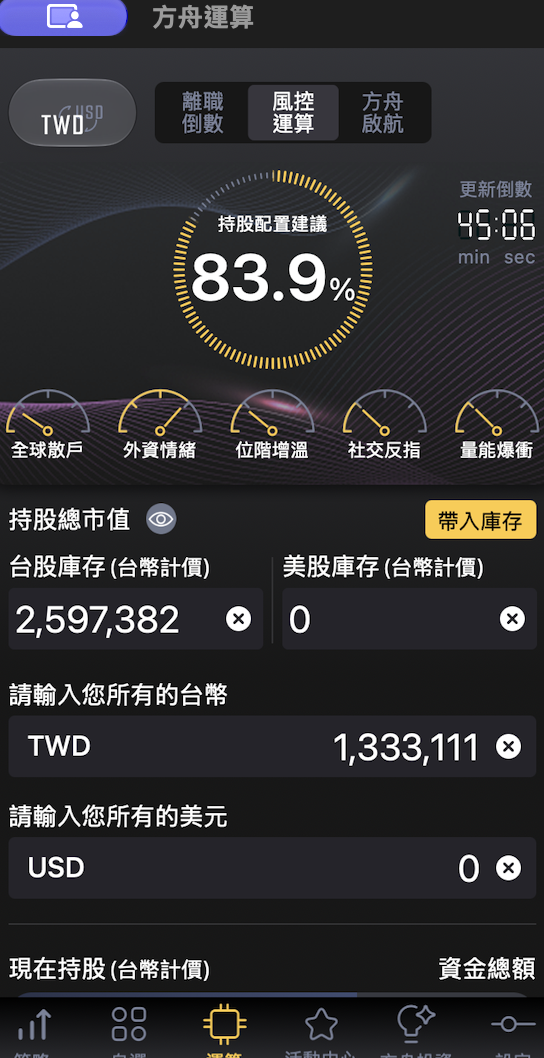 方舟運算
TWD USD
離職
倒數
風控
運算
方舟
啟航
更新倒數
45:06
min sec
持股配置建議
83.9%
全球散戶
外資情緒
位階增溫
社交反指
量能爆衝
持股總市值
帶入庫存
台股庫存 (台幣計價)
美股庫存 (台幣計價)
2,597,382
0
請輸入您所有的台幣
TWD 1,333,111
請輸入您所有的美元
USD 0
現在持股 (台幣計價)
資金總額